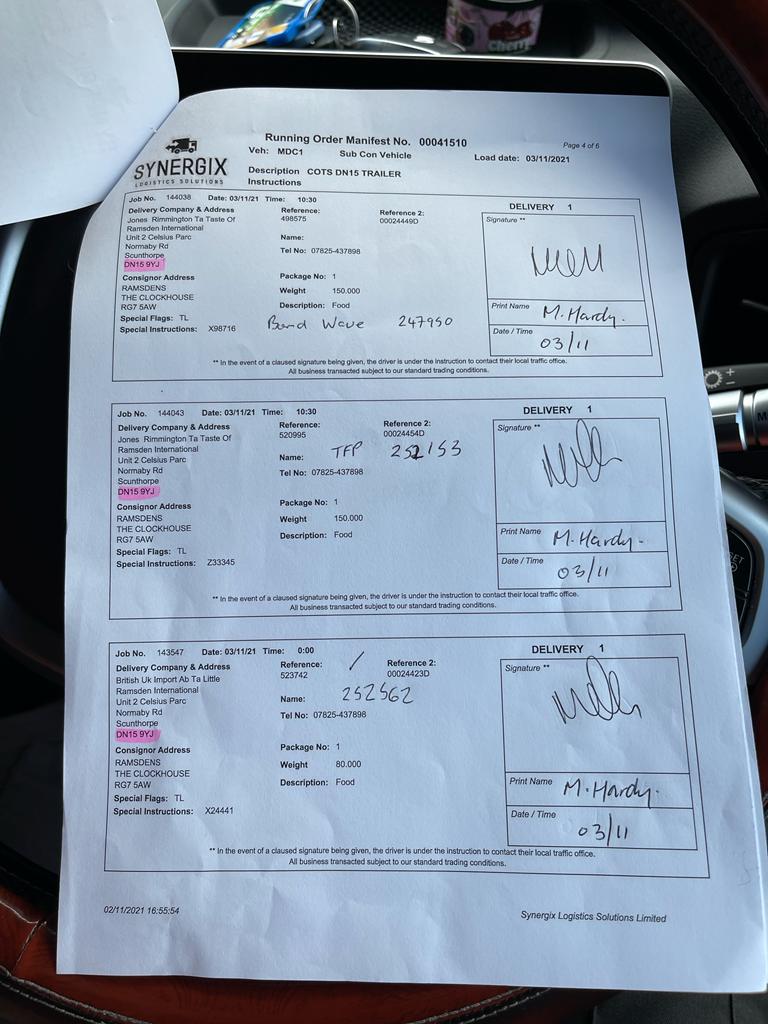 Cherry
Running Order Manifest No. 00041510
Page 4 of 6
SYNERGIX
LOGISTICS SOLUTIONS
Veh: MDC1 Sub Con Vehicle Load date: 03/11/2021
Description COTS DN15 TRAILER
Instructions
Job No. 144038 Date: 03/11/21 Time: 10:30
DELIVERY 1
Delivery Company & Address Reference: Reference 2: Signature **
Jones Rimmington Ta Taste Of 498575 00024449D
Ramsden International
Unit 2 Celsius Parc Name:
Normaby Rd
Scunthorpe Tel No: 07825-437898
DN15 9YJ
Consignor Address Package No: 1
RAMSDENS Weight 150.000
THE CLOCKHOUSE
RG7 5AW Description: Food
Print Name M. Hardy.
Special Flags: TL
Special Instructions: X98716 Bond Wave 247950
Date / Time 03/11
** In the event of a claused signature being given, the driver is under the instruction to contact their local traffic office.
All business transacted subject to our standard trading conditions.
Job No. 144043 Date: 03/11/21 Time: 10:30
DELIVERY 1
Delivery Company & Address Reference: Reference 2: Signature **
Jones Rimmington Ta Taste Of 520995 00024454D
Ramsden International
Unit 2 Celsius Parc Name: TFP 252153
Normaby Rd
Scunthorpe Tel No: 07825-437898
DN15 9YJ
Consignor Address Package No: 1
RAMSDENS Weight 150.000
THE CLOCKHOUSE
RG7 5AW Description: Food
Print Name M. Hardy.
Special Flags: TL
Special Instructions: Z33345
Date / Time 03/11
** In the event of a claused signature being given, the driver is under the instruction to contact their local traffic office.
All business transacted subject to our standard trading conditions.
Job No. 143547 Date: 03/11/21 Time: 0:00
DELIVERY 1
Delivery Company & Address Reference: / Reference 2: Signature **
British Uk Import Ab Ta Little 523742 00024423D
Ramsden International
Unit 2 Celsius Parc Name: 252562
Normaby Rd
Scunthorpe Tel No: 07825-437898
DN15 9YJ
Consignor Address Package No: 1
RAMSDENS Weight 80.000
THE CLOCKHOUSE
RG7 5AW Description: Food
Print Name M. Hardy.
Special Flags: TL
Special Instructions: X24441
Date / Time 03/11
** In the event of a claused signature being given, the driver is under the instruction to contact their local traffic office.
All business transacted subject to our standard trading conditions.
02/11/2021 16:55:54
Synergix Logistics Solutions Limited